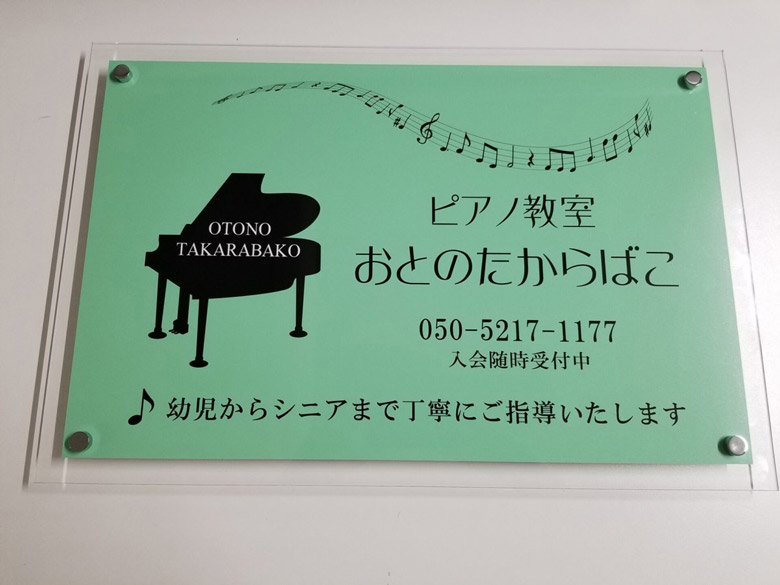 OTONO
TAKARABAKO
ピアノ教室
おとのたからばこ
050-5217-1177
入会随時受付中
幼児からシニアまで丁寧にご指導いたします